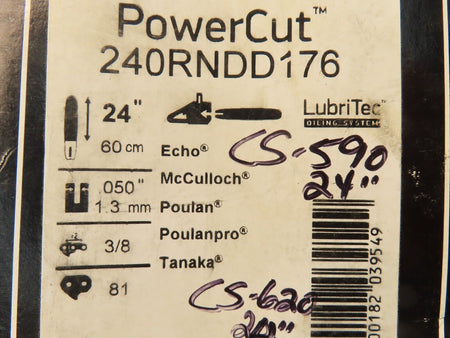 PowerCut™
240RNDD176
24"
60 cm
LubriTec™
OILING SYSTEM
CS-590
24"
Echo®
McCulloch®
Poulan®
Poulanpro®
Tanaka®
.050"
1.3 mm
3/8
81
CS-620
24"
00182 039549